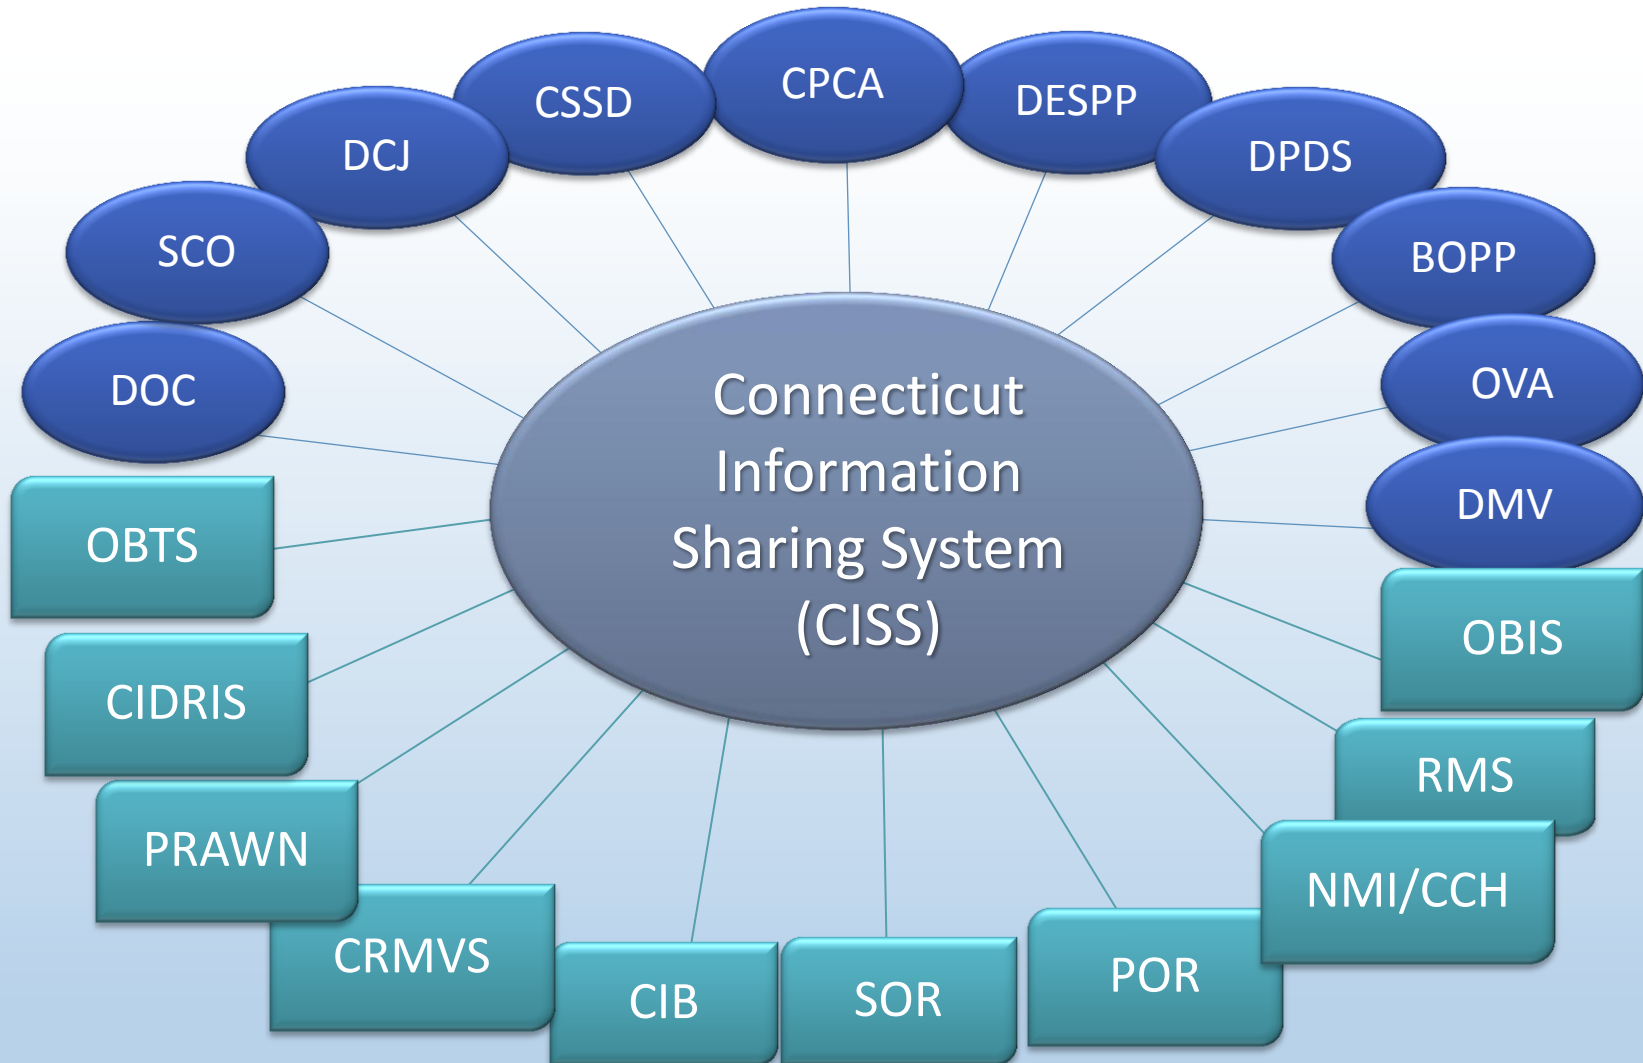 CPCA
CSSD
DESPP
DCJ
DPDS
SCO
BOPP
DOC
OVA
DMV
Connecticut
Information
Sharing System
(CISS)
OBTS
OBIS
CIDRIS
RMS
PRAWN
NMI/CCH
CRMVS
POR
CIB
SOR